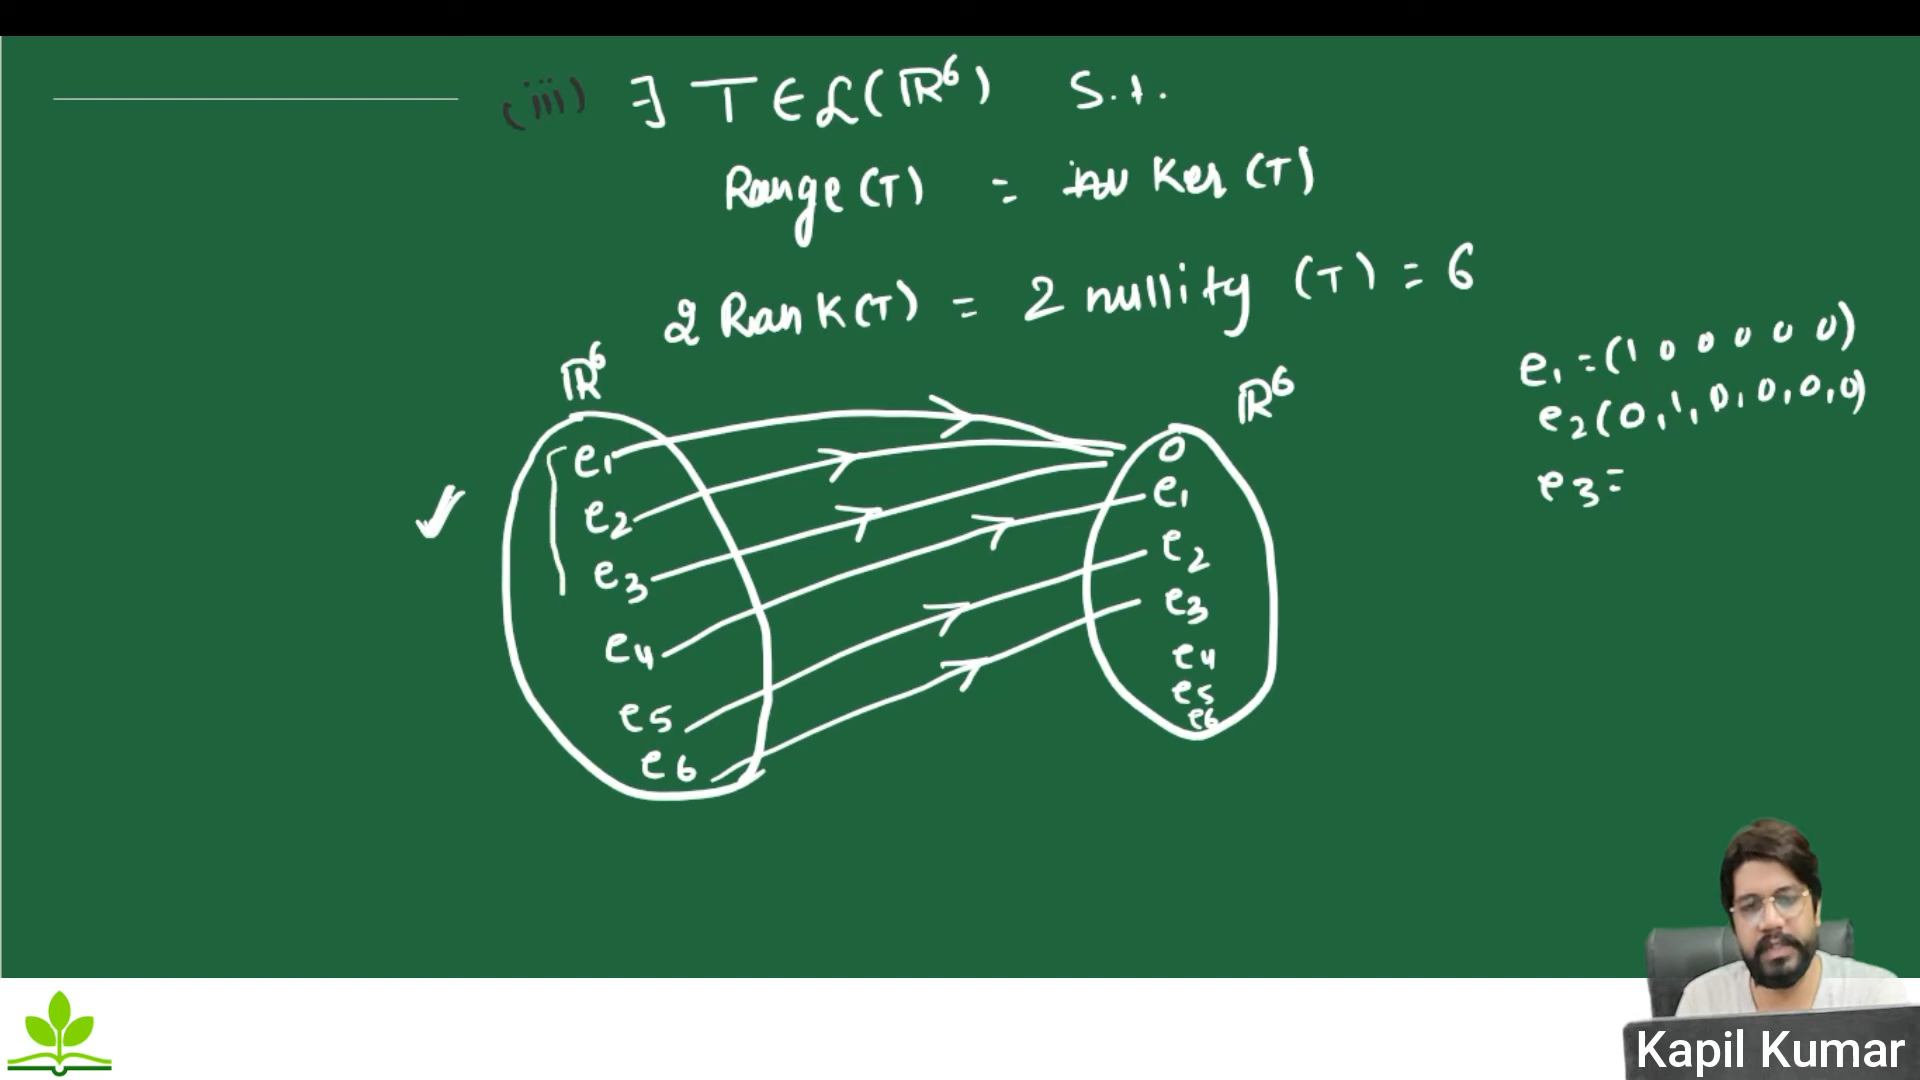 (iii) ∃ T ∈ L(ℝ⁶) s.t.
Range(T) = Ker(T)
2 Rank(T) = 2 nullity (T) = 6
ℝ⁶
ℝ⁶
e₁ = (1 0 0 0 0 0)
e₂(0,1,0,0,0,0)
e₃ =
e₁
e₂
e₃
e₄
e₅
e₆
0
e₁
e₂
e₃
e₄
e₅
e₆
Kapil Kumar